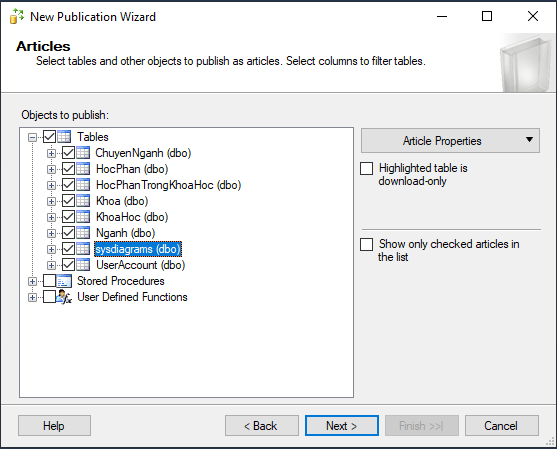 New Publication Wizard
Articles
Select tables and other objects to publish as articles. Select columns to filter tables.
Objects to publish:
Tables
ChuyenNganh (dbo)
HocPhan (dbo)
HocPhanTrongKhoaHoc (dbo)
Khoa (dbo)
KhoaHoc (dbo)
Nganh (dbo)
sysdiagrams (dbo)
UserAccount (dbo)
Stored Procedures
User Defined Functions
Article Properties
Highlighted table is
download-only
Show only checked articles in
the list
Help
< Back
Next >
Finish >>|
Cancel